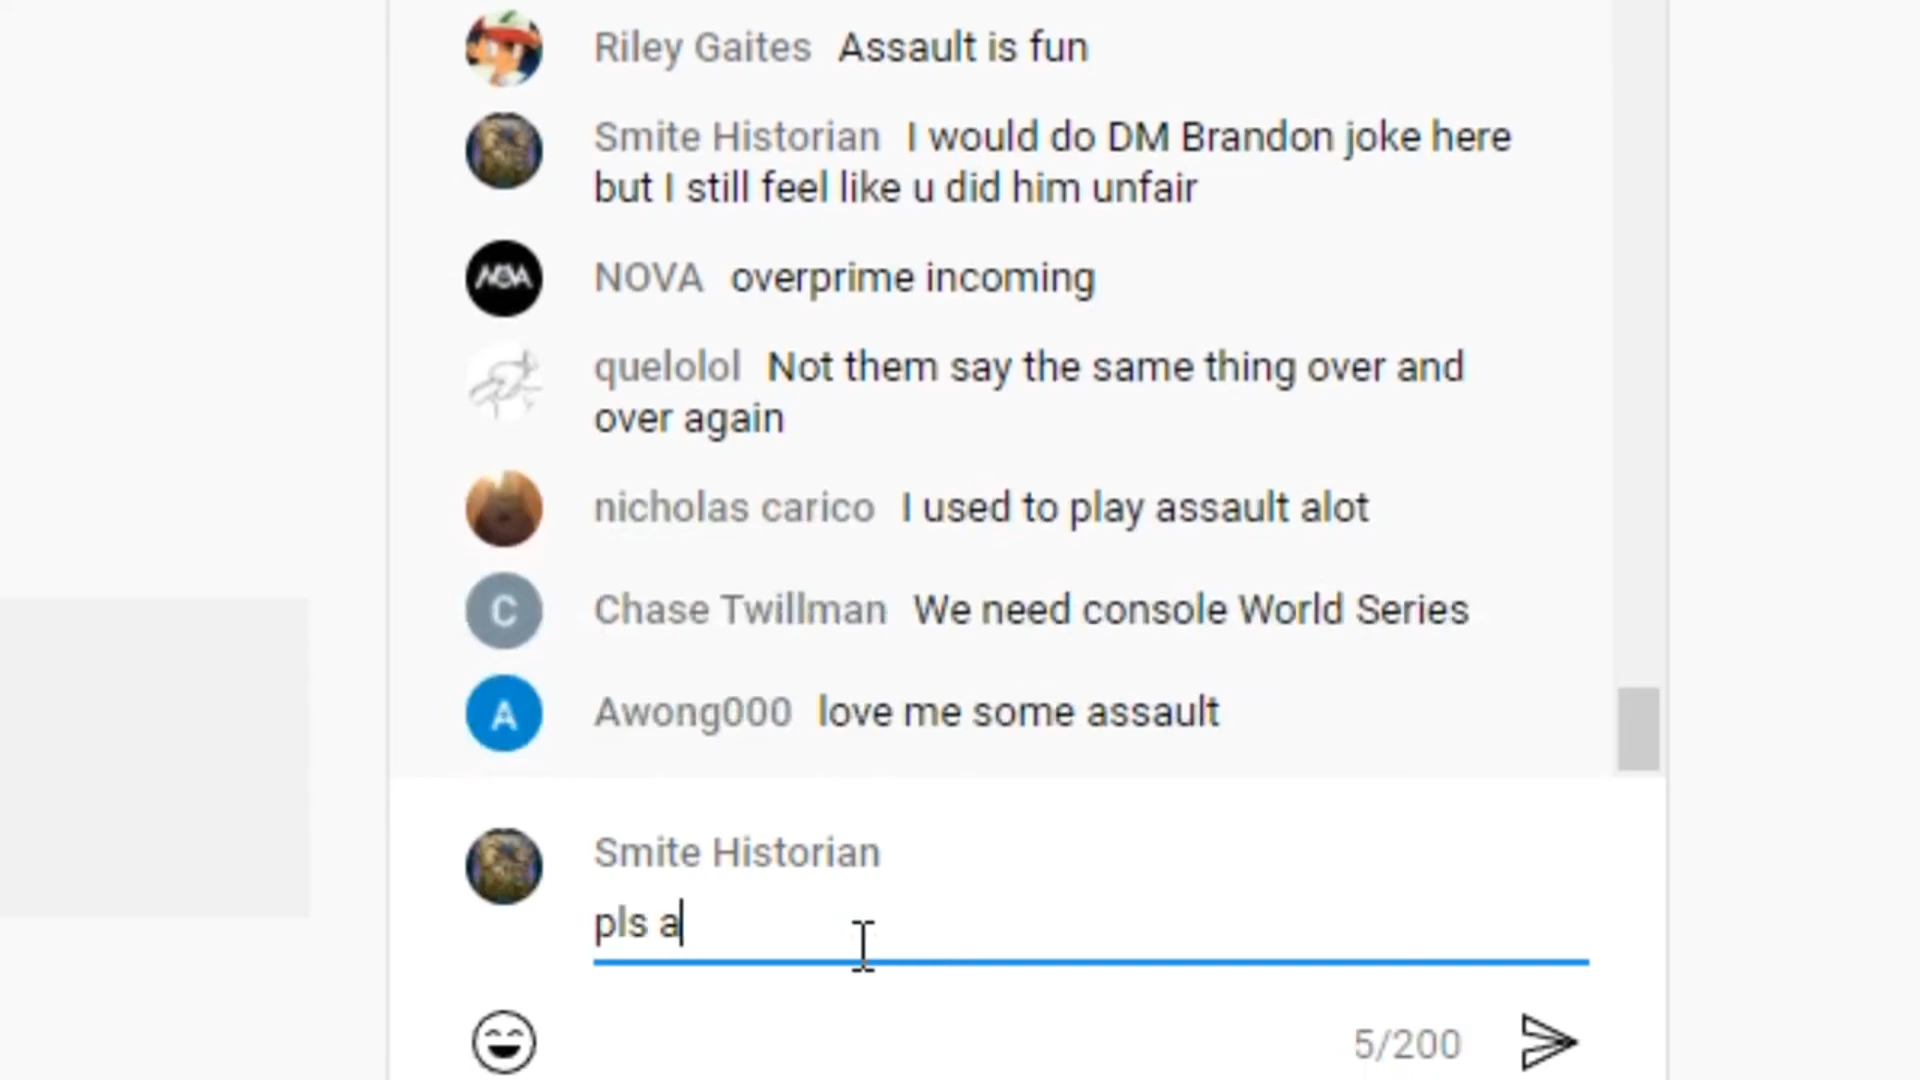 Riley Gaites Assault is fun
Smite Historian I would do DM Brandon joke here
but I still feel like u did him unfair
NOVA
NOVA overprime incoming
quelolol Not them say the same thing over and
over again
nicholas carico I used to play assault alot
C
Chase Twillman We need console World Series
A
Awong000 love me some assault
Smite Historian
pls a
5/200